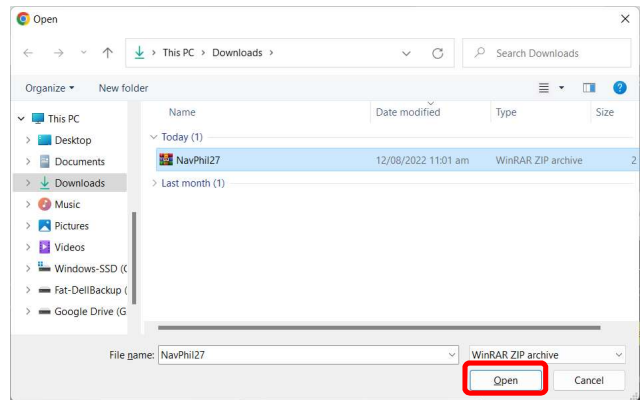 Open
This PC > Downloads >
Search Downloads
Organize
New folder
Name
Date modified
Type
Size
This PC
Desktop
Documents
Downloads
Music
Pictures
Videos
Windows-SSD (
Fat-DellBackup (
Google Drive (G
Today (1)
NavPhil27
12/08/2022 11:01 am
WinRAR ZIP archive
2
Last month (1)
File name:
NavPhil27
WinRAR ZIP archive
Open
Cancel